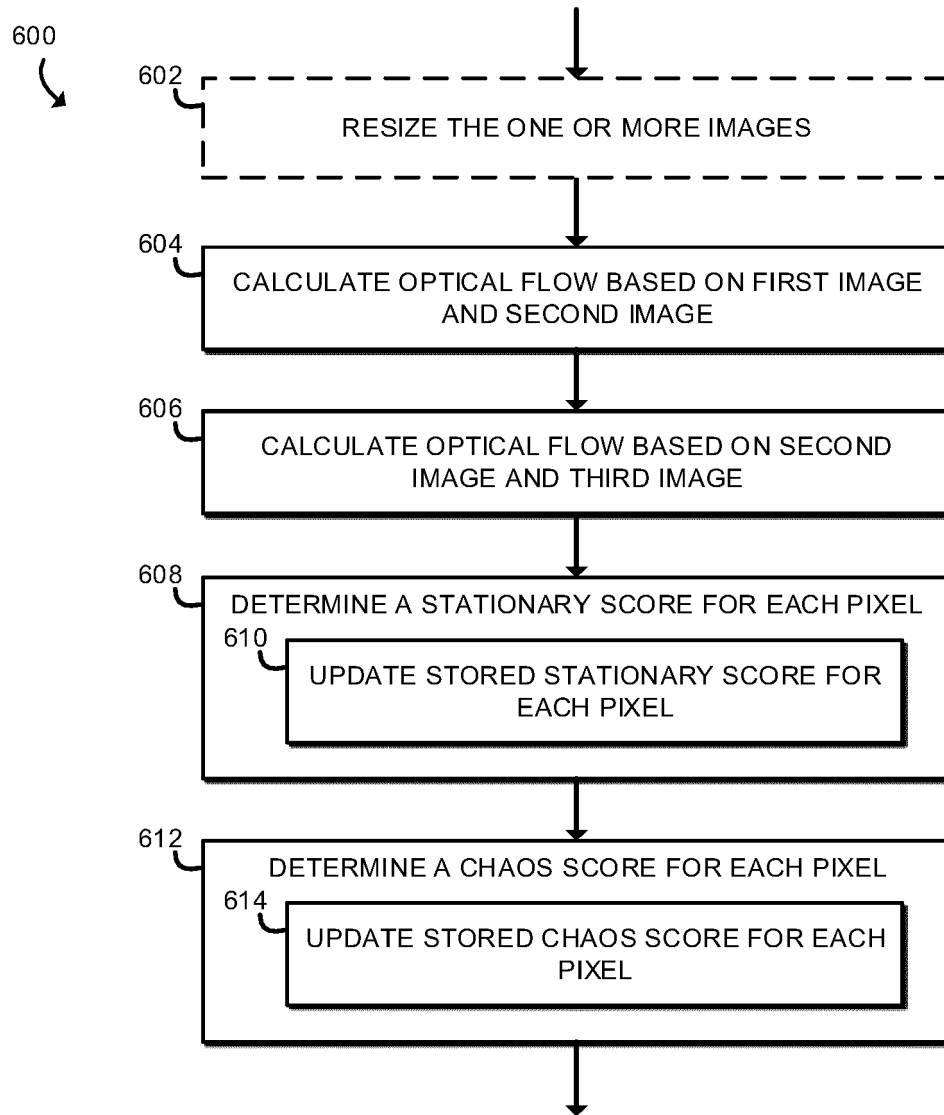 600
602
RESIZE THE ONE OR MORE IMAGES
604
CALCULATE OPTICAL FLOW BASED ON FIRST IMAGE
AND SECOND IMAGE
606
CALCULATE OPTICAL FLOW BASED ON SECOND
IMAGE AND THIRD IMAGE
608
DETERMINE A STATIONARY SCORE FOR EACH PIXEL
610
UPDATE STORED STATIONARY SCORE FOR
EACH PIXEL
612
DETERMINE A CHAOS SCORE FOR EACH PIXEL
614
UPDATE STORED CHAOS SCORE FOR EACH
PIXEL